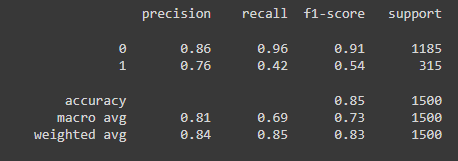 precision recall f1-score support
0 0.86 0.96 0.91 1185
1 0.76 0.42 0.54 315
accuracy 0.85 1500
macro avg 0.81 0.69 0.73 1500
weighted avg 0.84 0.85 0.83 1500